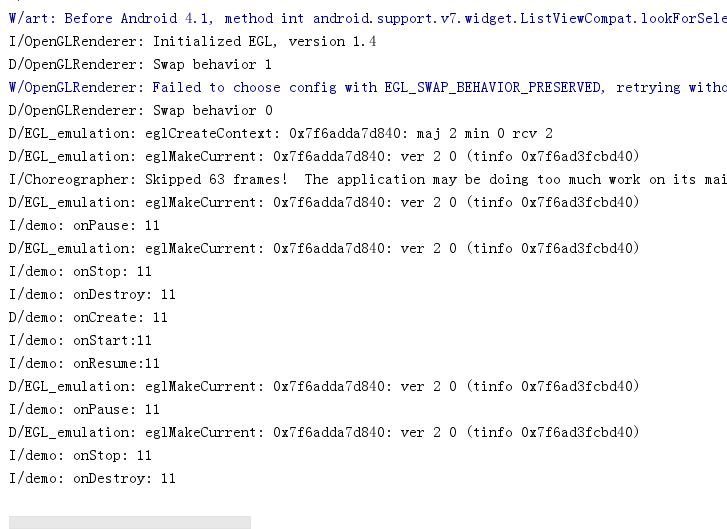 W/art: Before Android 4.1, method int android.support.v7.widget.ListViewCompat.lookForSele
I/OpenGLRenderer: Initialized EGL, version 1.4
D/OpenGLRenderer: Swap behavior 1
W/OpenGLRenderer: Failed to choose config with EGL_SWAP_BEHAVIOR_PRESERVED, retrying witho
D/OpenGLRenderer: Swap behavior 0
D/EGL_emulation: eglCreateContext: 0x7f6adda7d840: maj 2 min 0 rcv 2
D/EGL_emulation: eglMakeCurrent: 0x7f6adda7d840: ver 2 0 (tinfo 0x7f6ad3fcbd40)
I/Choreographer: Skipped 63 frames!  The application may be doing too much work on its mai
D/EGL_emulation: eglMakeCurrent: 0x7f6adda7d840: ver 2 0 (tinfo 0x7f6ad3fcbd40)
I/demo: onPause: 11
D/EGL_emulation: eglMakeCurrent: 0x7f6adda7d840: ver 2 0 (tinfo 0x7f6ad3fcbd40)
I/demo: onStop: 11
I/demo: onDestroy: 11
D/demo: onCreate: 11
I/demo: onStart:11
I/demo: onResume:11
D/EGL_emulation: eglMakeCurrent: 0x7f6adda7d840: ver 2 0 (tinfo 0x7f6ad3fcbd40)
I/demo: onPause: 11
D/EGL_emulation: eglMakeCurrent: 0x7f6adda7d840: ver 2 0 (tinfo 0x7f6ad3fcbd40)
I/demo: onStop: 11
I/demo: onDestroy: 11